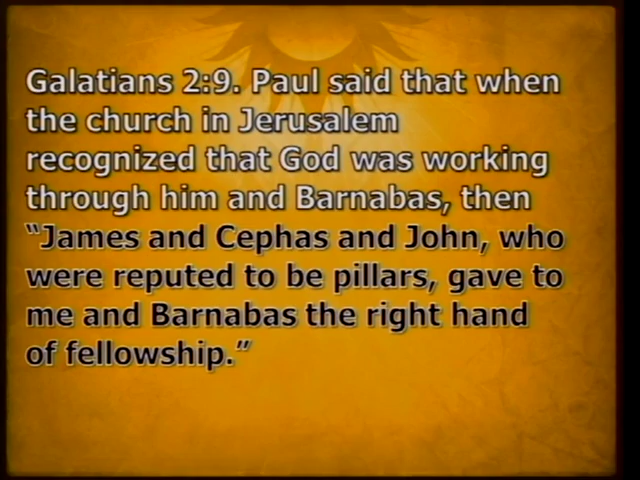 Galatians 2:9. Paul said that when
the church in Jerusalem
recognized that God was working
through him and Barnabas, then
“James and Cephas and John, who
were reputed to be pillars, gave to
me and Barnabas the right hand
of fellowship.”